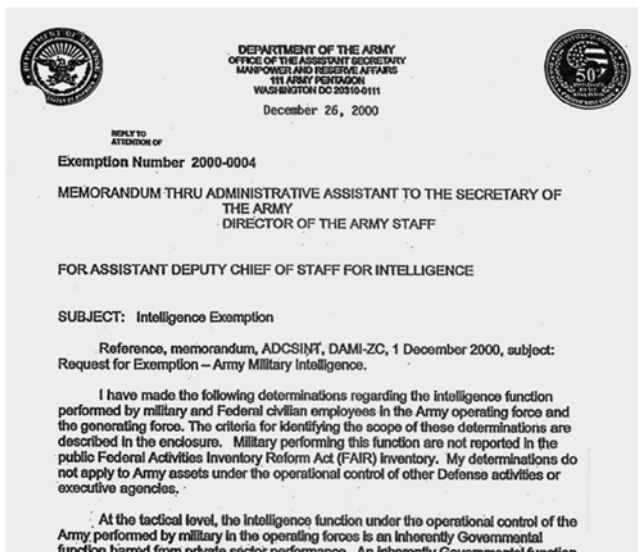 DEPARTMENT OF THE ARMY
OFFICE OF THE ASSISTANT SECRETARY
MANPOWER AND RESERVE AFFAIRS
111 ARMY PENTAGON
WASHINGTON DC 20310-0111
December 26, 2000
REPLY TO
ATTENTION OF
Exemption Number 2000-0004
MEMORANDUM THRU ADMINISTRATIVE ASSISTANT TO THE SECRETARY OF
THE ARMY
DIRECTOR OF THE ARMY STAFF
FOR ASSISTANT DEPUTY CHIEF OF STAFF FOR INTELLIGENCE
SUBJECT: Intelligence Exemption
Reference, memorandum, ADCSINT, DAMI-ZC, 1 December 2000, subject:
Request for Exemption – Army Military Intelligence.
I have made the following determinations regarding the intelligence function
performed by military and Federal civilian employees in the Army operating force and
the generating force. The criteria for identifying the scope of these determinations are
described in the enclosure. Military performing this function are not reported in the
public Federal Activities Inventory Reform Act (FAIR) inventory. My determinations do
not apply to Army assets under the operational control of other Defense activities or
executive agencies.
At the tactical level, the intelligence function under the operational control of the
Army performed by military in the operating forces is an Inherently Governmental
function barred from private sector performance. An Inherently Governmental function